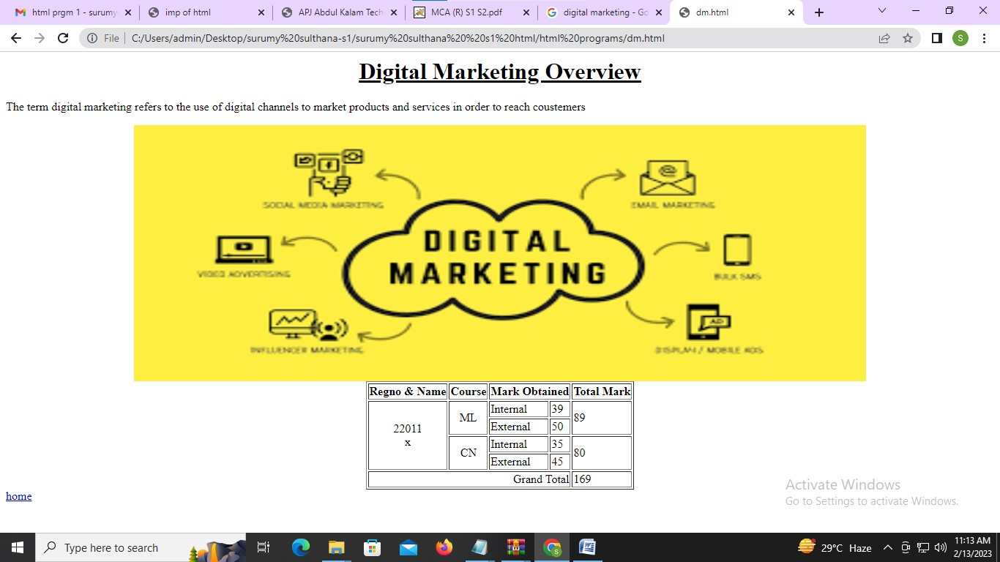 html prgm 1 - surumy
imp of html
APJ Abdul Kalam Tech
MCA (R) S1 S2.pdf
digital marketing - Go
dm.html
File | C:/Users/admin/Desktop/surumy%20sulthana-s1/surumy%20sulthana%20%20s1%20html/html%20programs/dm.html
S
Digital Marketing Overview
The term digital marketing refers to the use of digital channels to market products and services in order to reach coustemers
SOCIAL MEDIA MARKETING
EMAIL MARKETING
DIGITAL
MARKETING
VIDEO ADVERTISING
BULK SMS
AD
INFLUENCER MARKETING
DISPLAY / MOBILE ADS
Regno & Name Course Mark Obtained Total Mark
22011
x
ML
Internal 39
External 50
89
CN
Internal 35
External 45
80
Grand Total 169
home
Activate Windows
Go to Settings to activate Windows.
Type here to search
29°C Haze
11:13 AM
2/13/2023